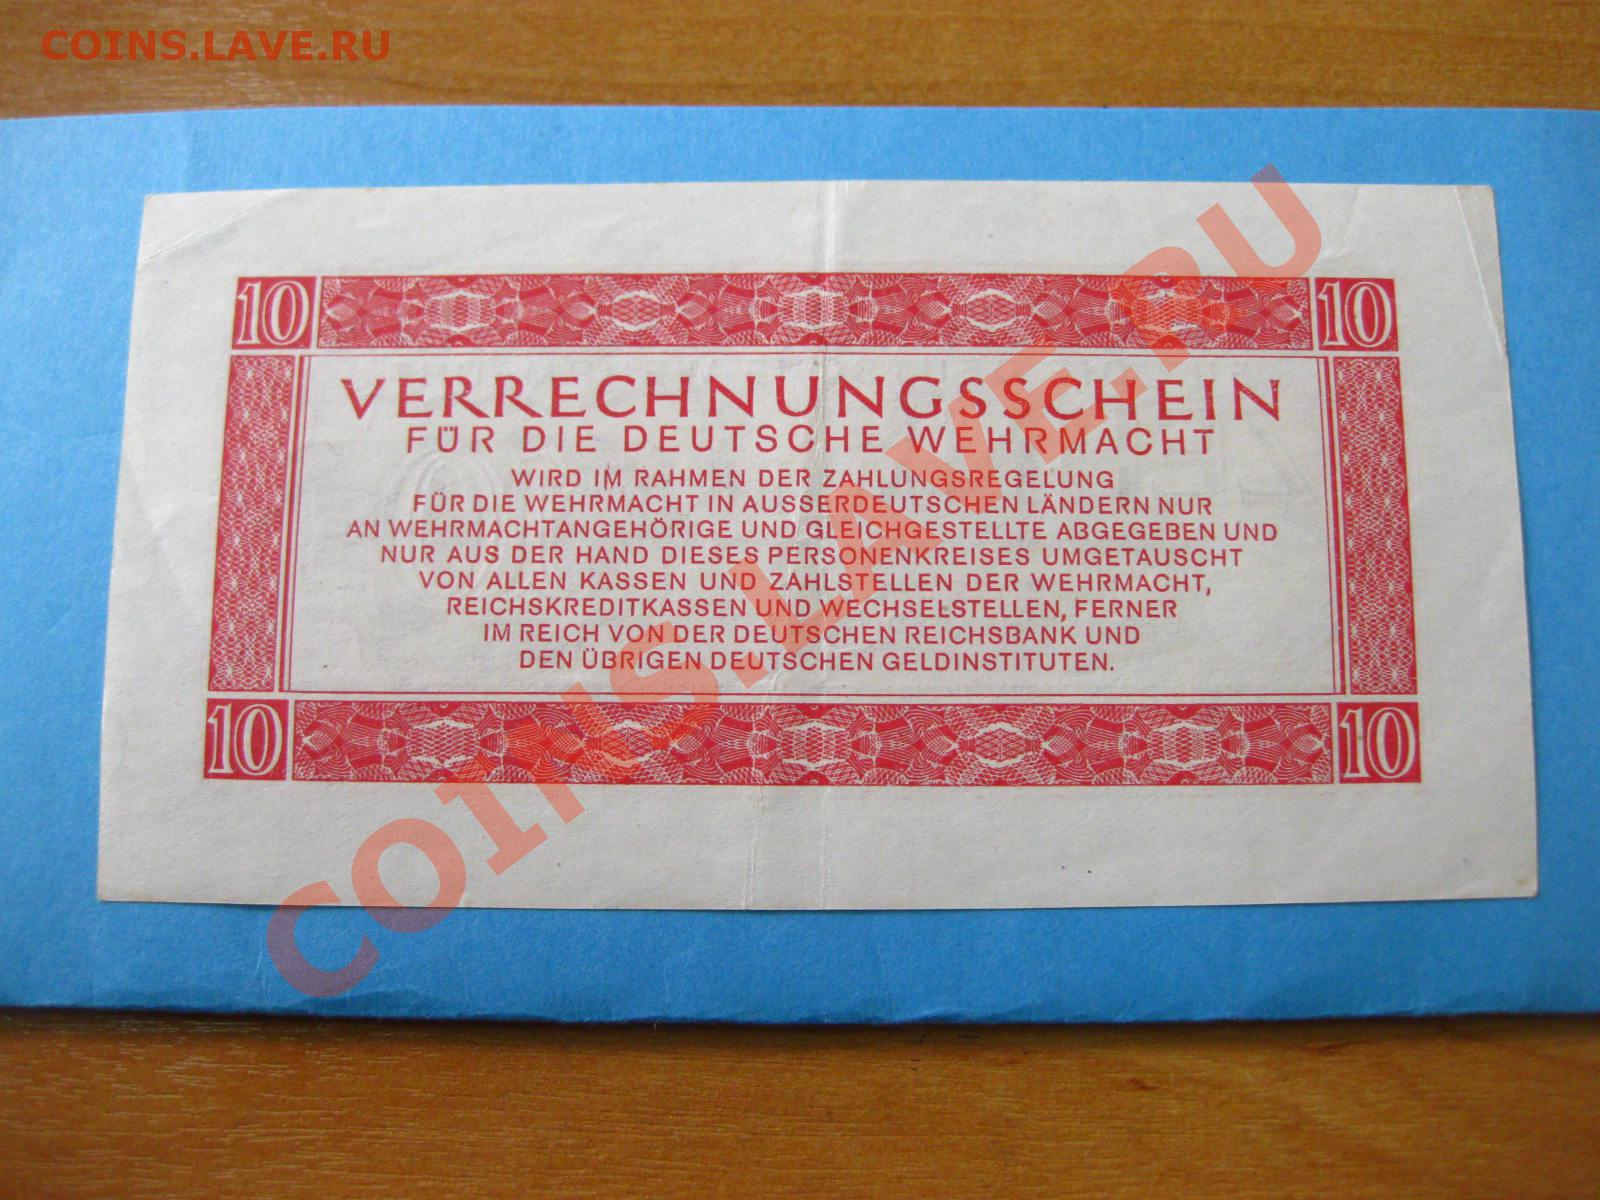 COINS.LAVE.RU
10 10
VERRECHNUNGSSCHEIN
FÜR DIE DEUTSCHE WEHRMACHT
WIRD IM RAHMEN DER ZAHLUNGSREGELUNG
FÜR DIE WEHRMACHT IN AUSSERDEUTSCHEN LÄNDERN NUR
AN WEHRMACHTANGEHÖRIGE UND GLEICHGESTELLTE ABGEGEBEN UND
NUR AUS DER HAND DIESES PERSONENKREISES UMGETAUSCHT
VON ALLEN KASSEN UND ZAHLSTELLEN DER WEHRMACHT,
REICHSKREDITKASSEN UND WECHSELSTELLEN, FERNER
IM REICH VON DER DEUTSCHEN REICHSBANK UND
DEN ÜBRIGEN DEUTSCHEN GELDINSTITUTEN.
10 10
COINS.LAVE.RU